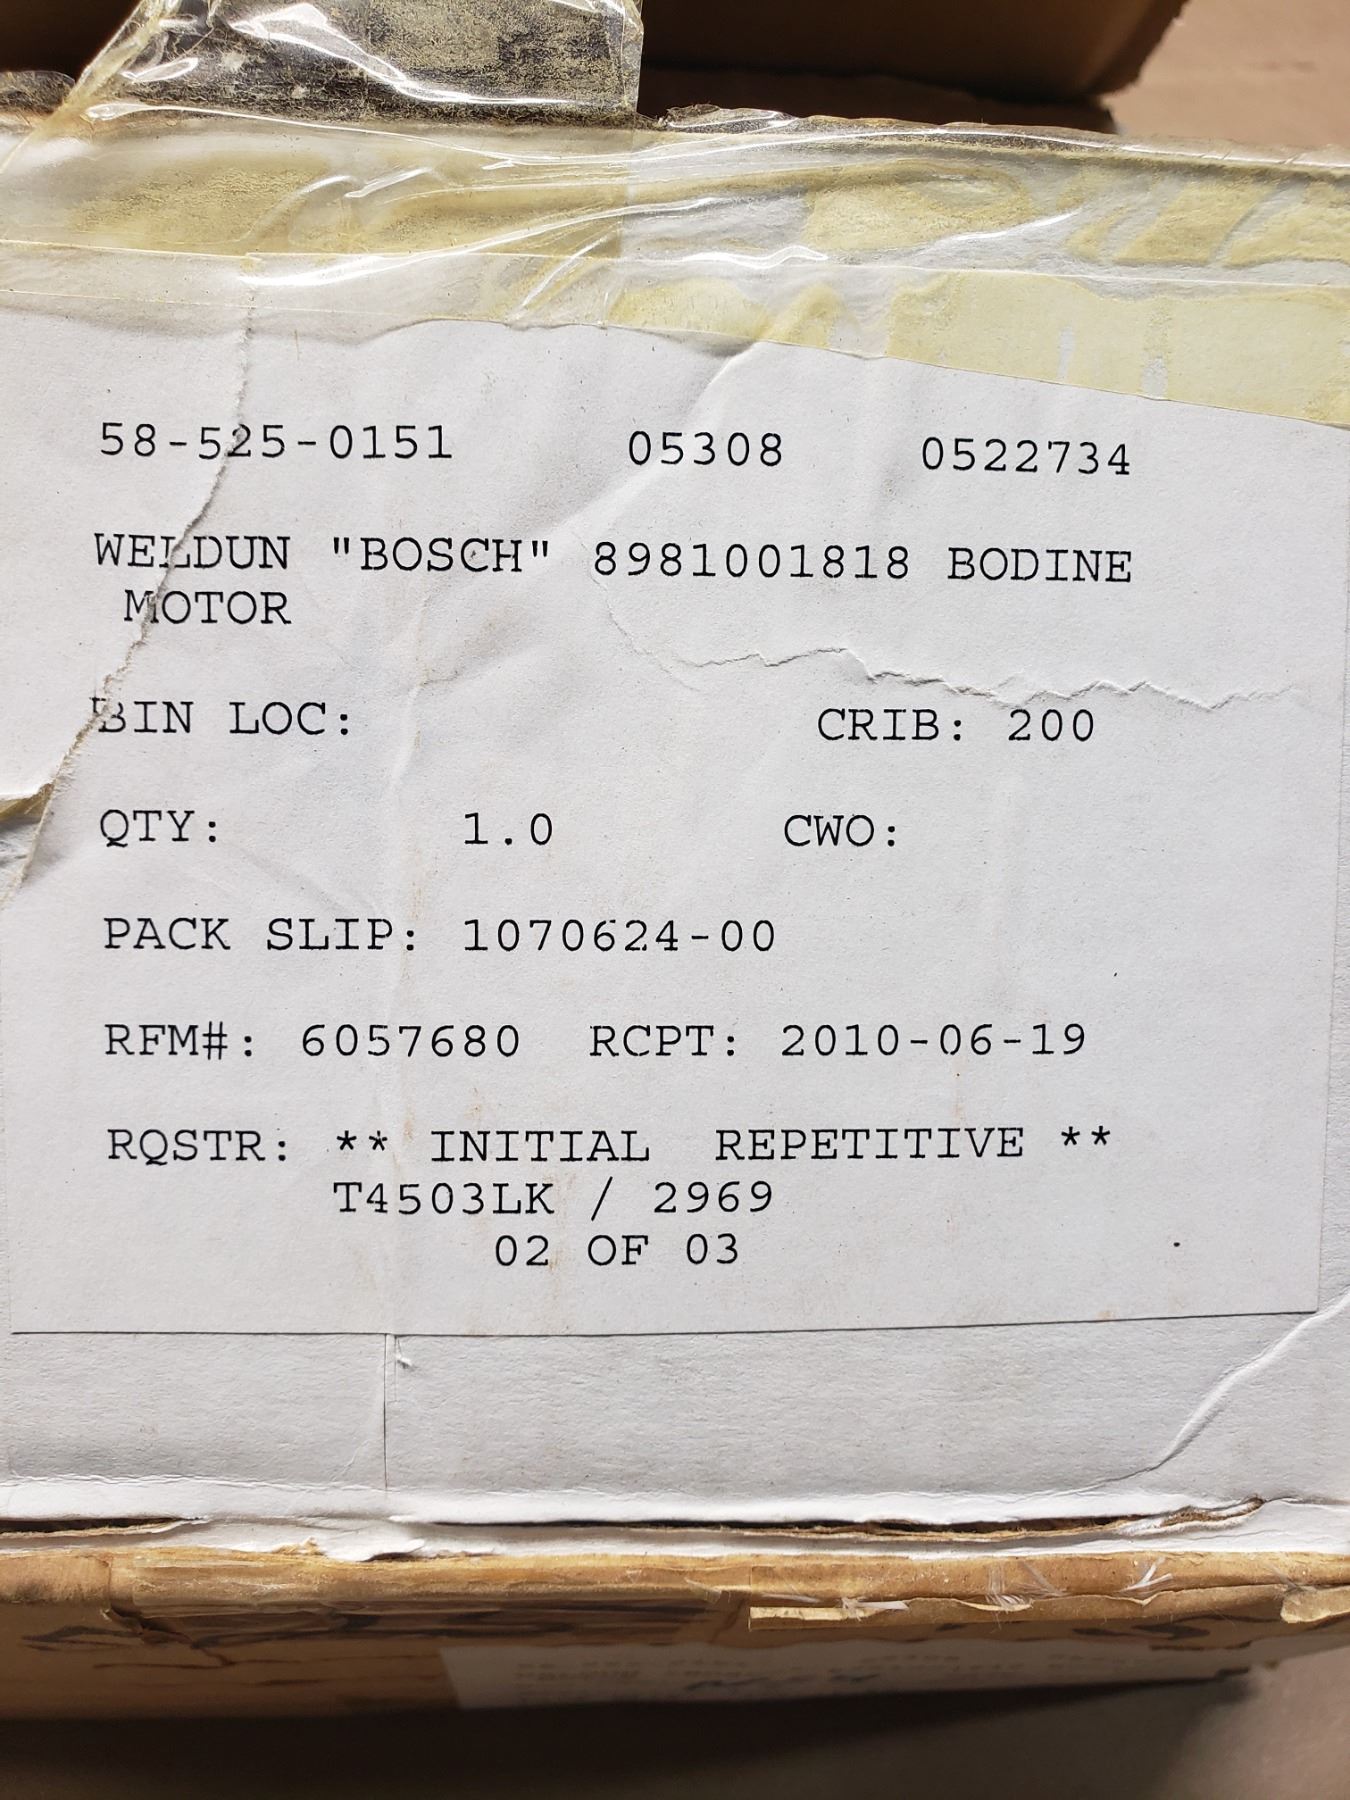 58-525-0151 05308 0522734
WELDUN "BOSCH" 8981001818 BODINE
MOTOR
BIN LOC: CRIB: 200
QTY: 1.0 CWO:
PACK SLIP: 1070624-00
RFM#: 6057680 RCPT: 2010-06-19
RQSTR: ** INITIAL REPETITIVE **
T4503LK / 2969
02 OF 03